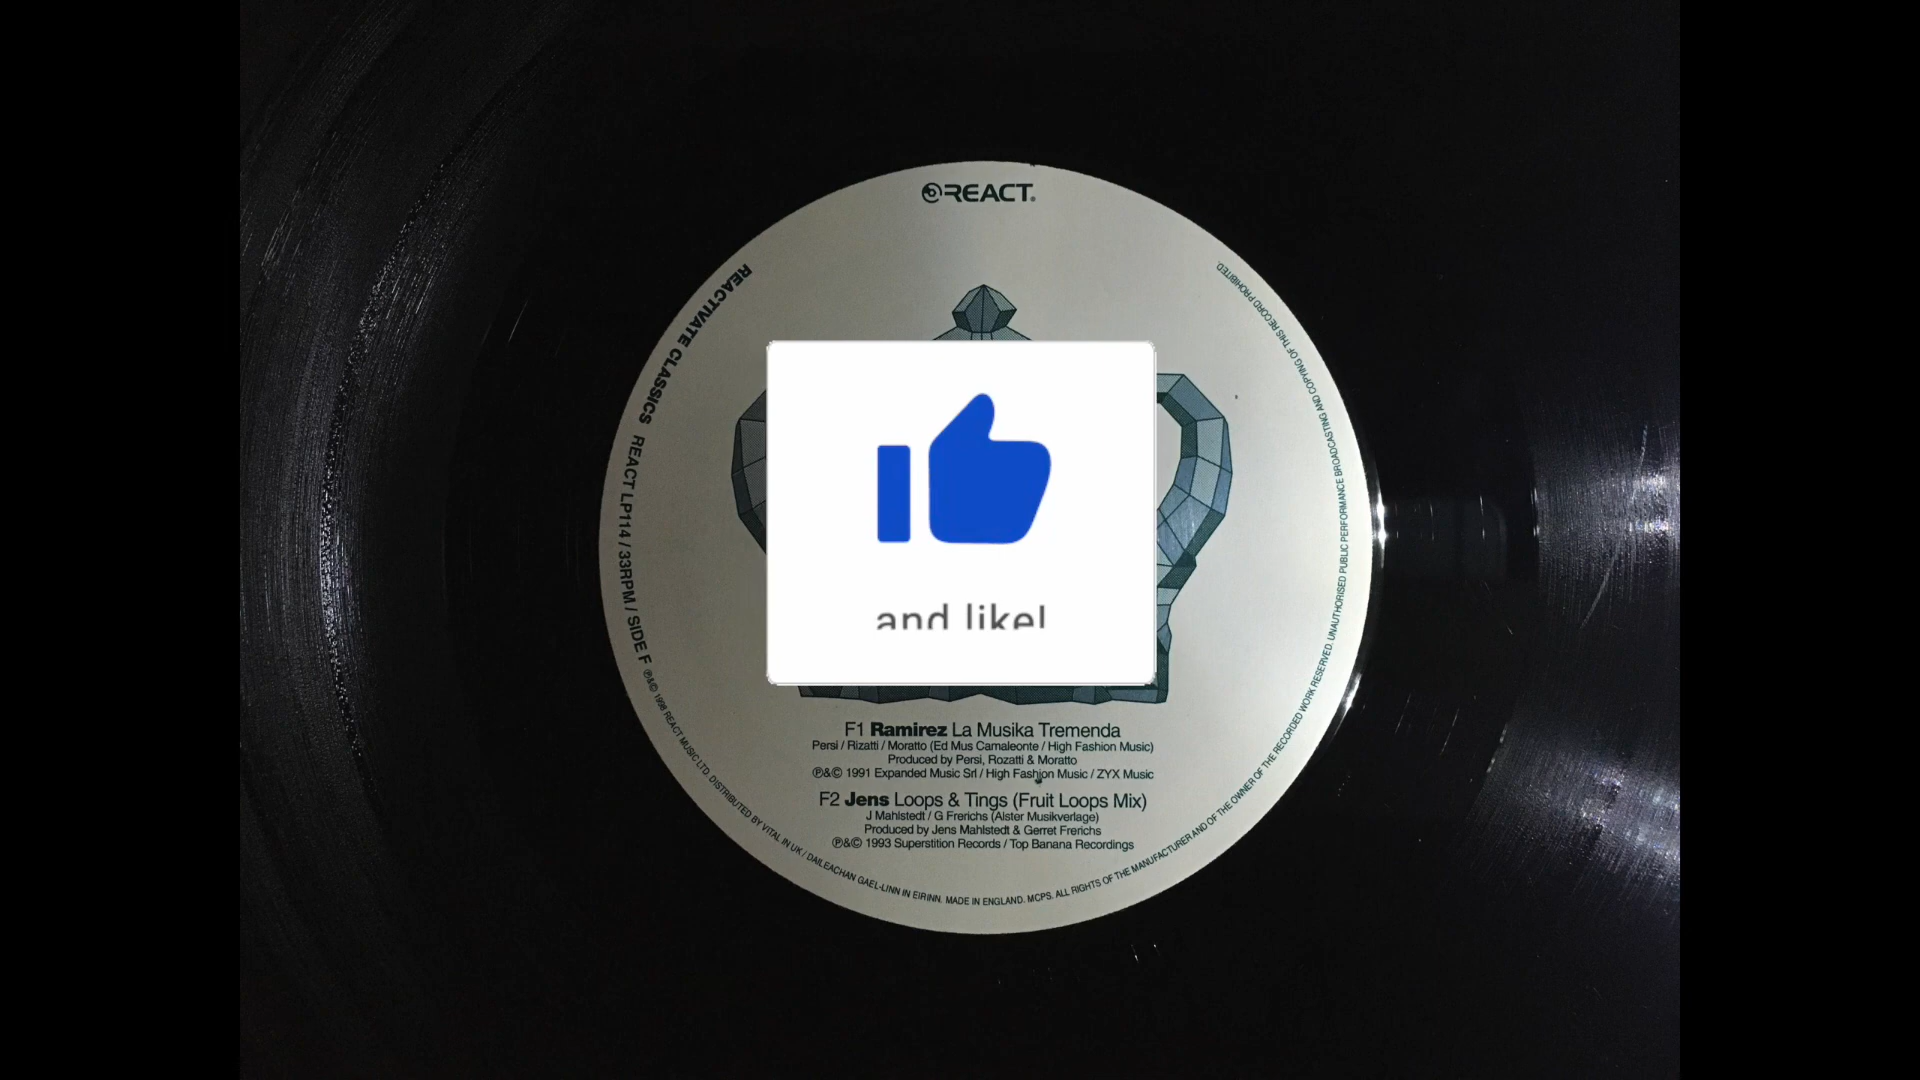 REACT.
REACTIVATE CLASSICS REACT LP114 / 33RPM / SIDE F ℗&© 1998 REACT MUSIC LTD. DISTRIBUTED BY VITAL IN UK / DAILEACHAN GAEL-LINN IN EIRINN. MADE IN ENGLAND. MCPS. ALL RIGHTS OF THE MANUFACTURER AND OF THE OWNER OF THE RECORDED WORK RESERVED. UNAUTHORISED PUBLIC PERFORMANCE BROADCASTING AND COPYING OF THIS RECORD PROHIBITED.
and like!
F1 Ramirez La Musika Tremenda
Persi / Rizatti / Moratto (Ed Mus Camaleonte / High Fashion Music)
Produced by Persi, Rozatti & Moratto
℗&© 1991 Expanded Music Srl / High Fashion Music / ZYX Music
F2 Jens Loops & Tings (Fruit Loops Mix)
J Mahlstedt / G Frerichs (Alster Musikverlage)
Produced by Jens Mahlstedt & Gerret Frerichs
℗&© 1993 Superstition Records / Top Banana Recordings